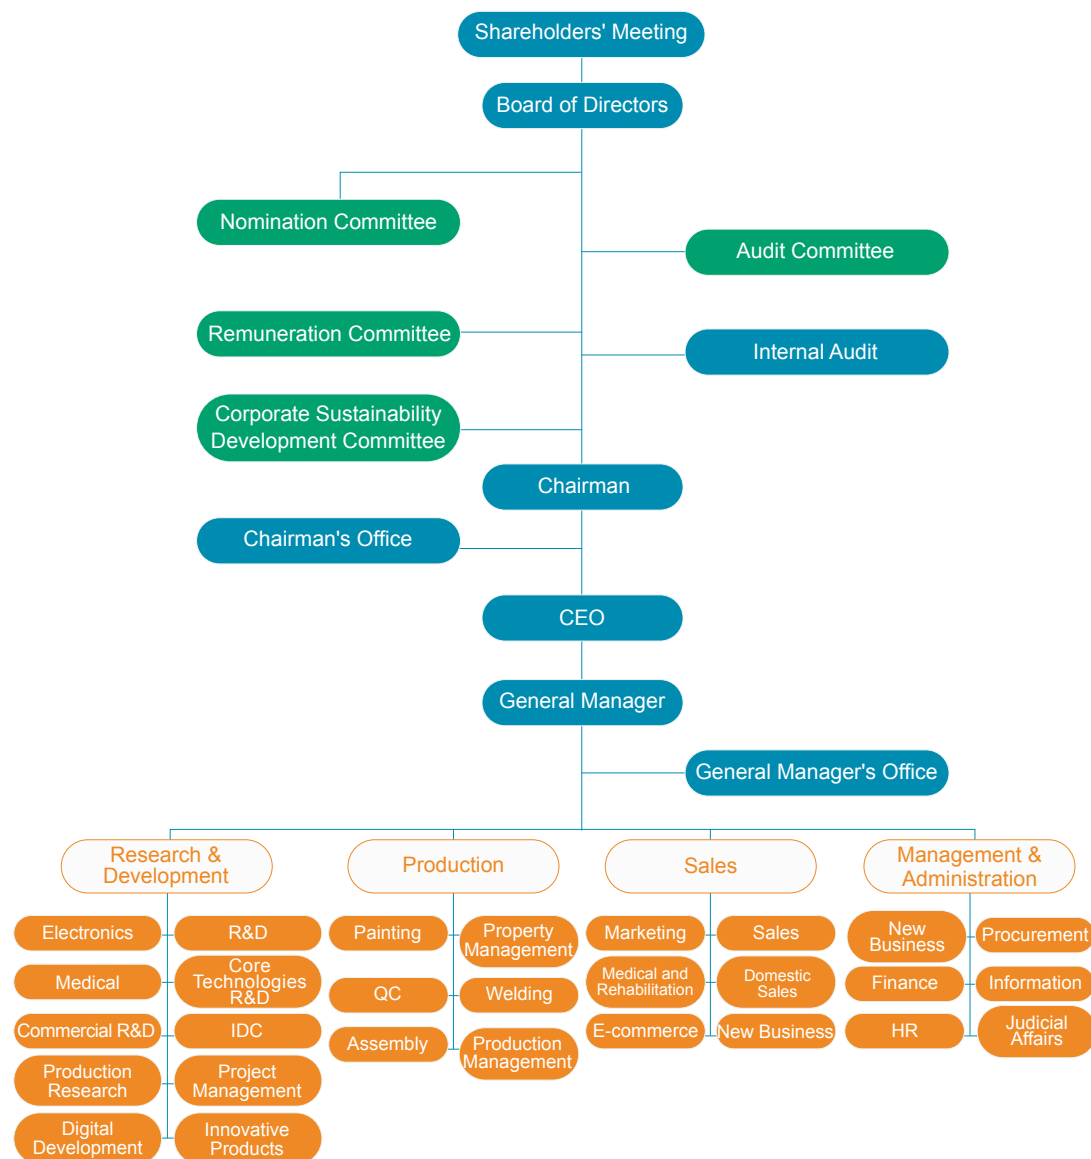 Shareholders' Meeting
Board of Directors
Nomination Committee
Audit Committee
Remuneration Committee
Internal Audit
Corporate Sustainability
Development Committee
Chairman
Chairman's Office
CEO
General Manager
General Manager's Office
Research &
Development
Production
Sales
Management &
Administration
Electronics
R&D
Medical
Core
Technologies
R&D
Commercial R&D
IDC
Production
Research
Project
Management
Digital
Development
Innovative
Products
Painting
Property
Management
QC
Welding
Assembly
Production
Management
Marketing
Sales
Medical and
Rehabilitation
Domestic
Sales
E-commerce
New Business
New
Business
Procurement
Finance
Information
HR
Judicial
Affairs